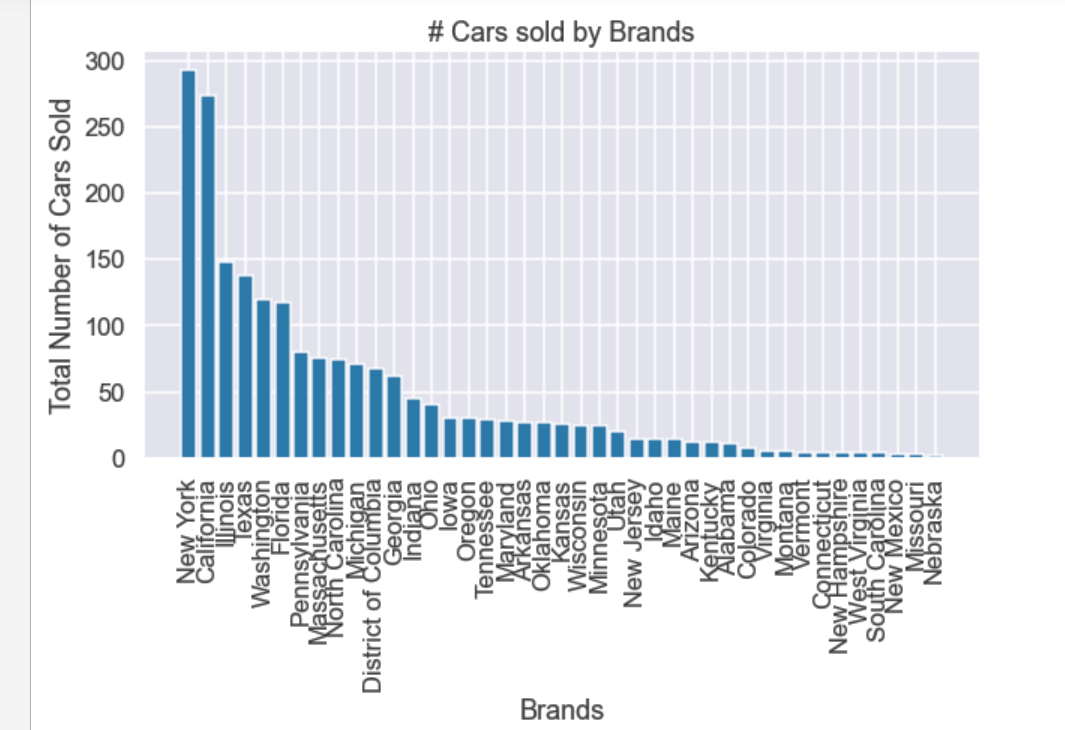 # Cars sold by Brands
Total Number of Cars Sold
300
250
200
150
100
50
0
New York
California
Illinois
Texas
Washington
Florida
Pennsylvania
Massachusetts
North Carolina
Michigan
District of Columbia
Georgia
Indiana
Ohio
Iowa
Oregon
Tennessee
Maryland
Arkansas
Oklahoma
Kansas
Wisconsin
Minnesota
Utah
New Jersey
Idaho
Maine
Arizona
Kentucky
Alabama
Colorado
Virginia
Montana
Vermont
Connecticut
New Hampshire
West Virginia
South Carolina
New Mexico
Missouri
Nebraska
Brands